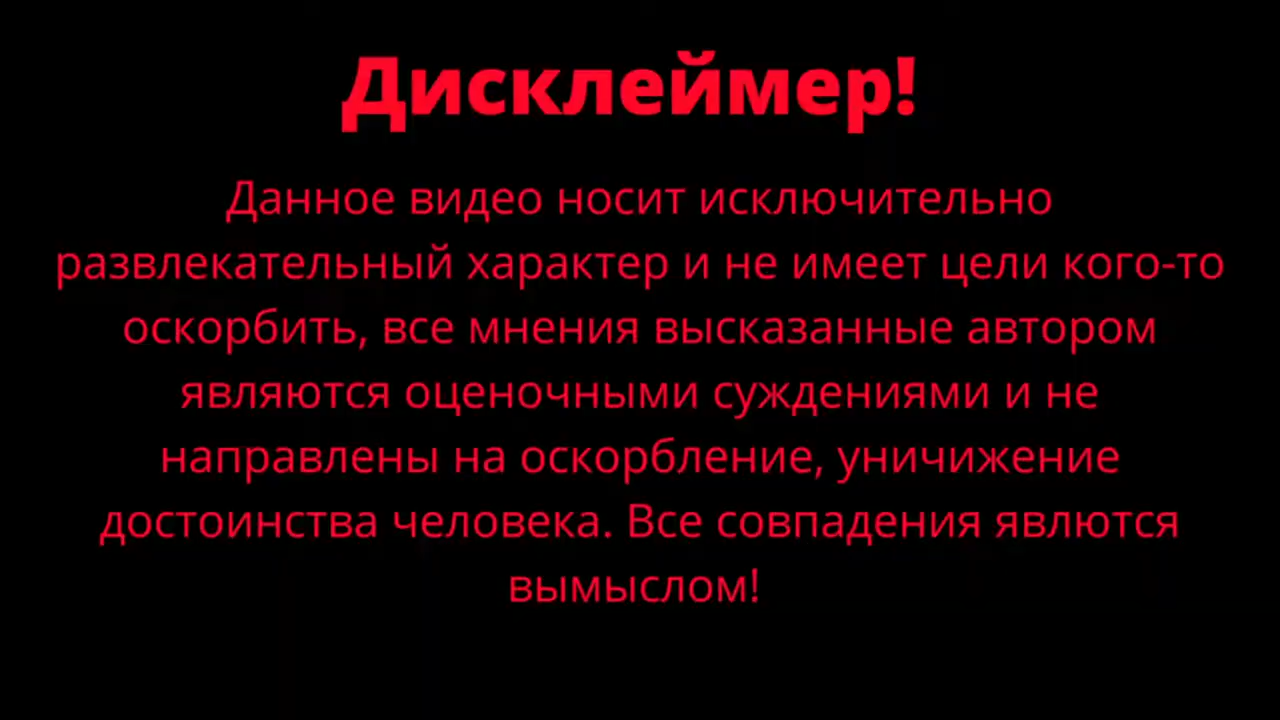 Дисклеймер!
Данное видео носит исключительно
развлекательный характер и не имеет цели кого-то
оскорбить, все мнения высказанные автором
являются оценочными суждениями и не
направлены на оскорбление, уничижение
достоинства человека. Все совпадения явлются
вымыслом!